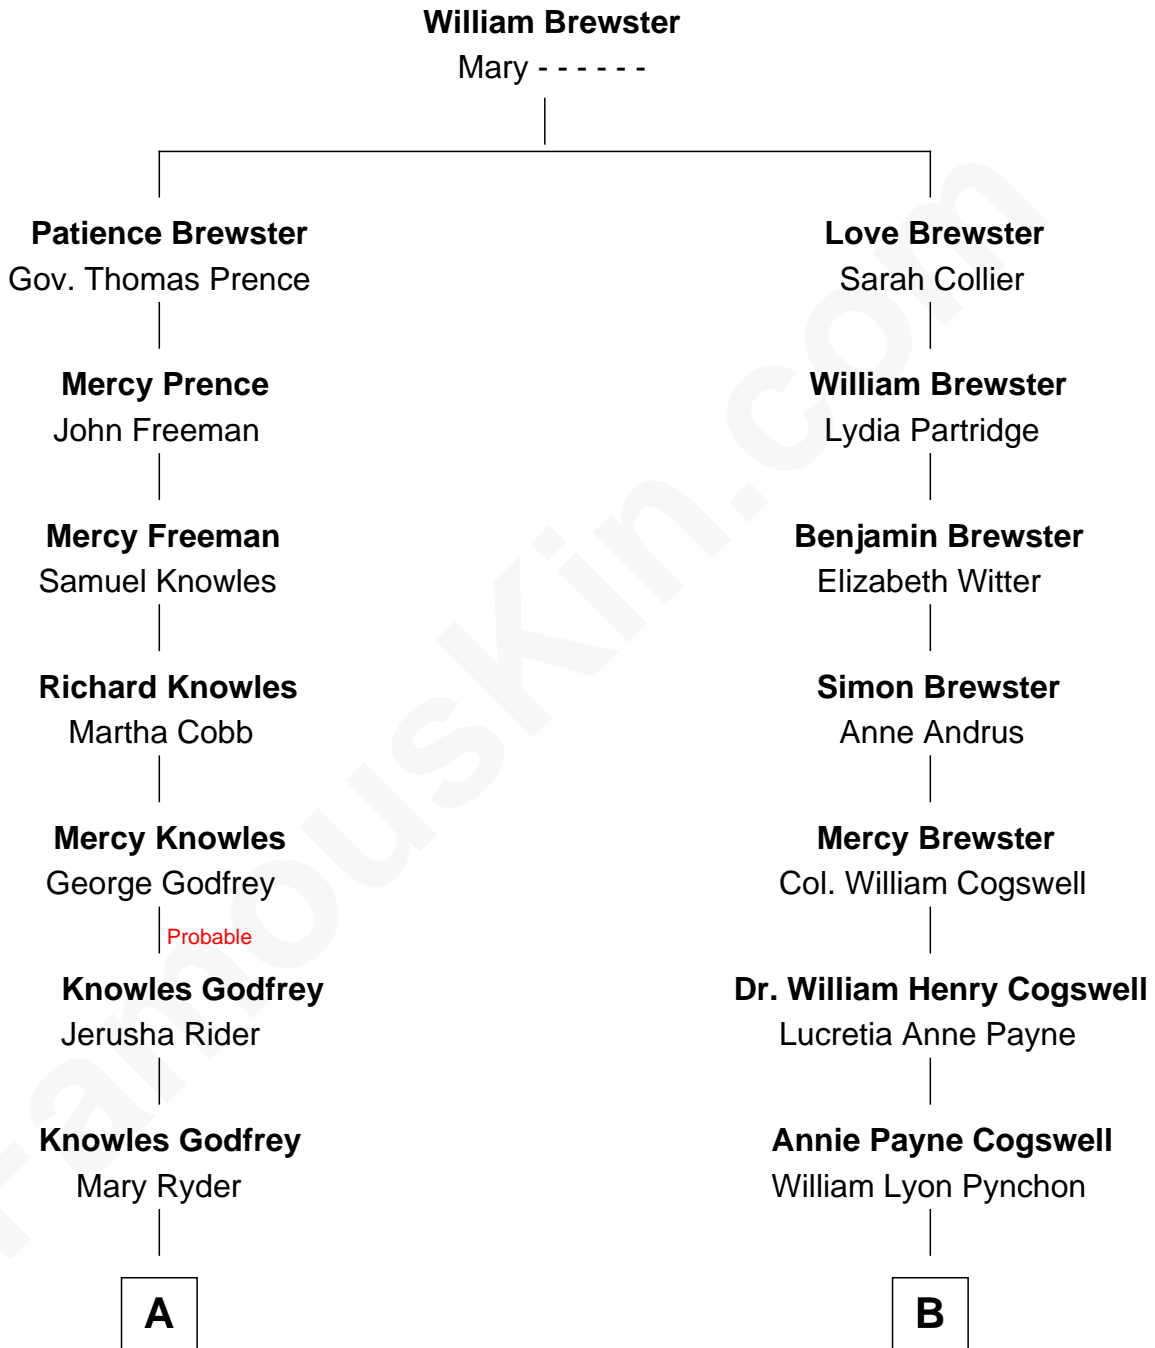 William Brewster
Mary - - - - - -
Patience Brewster
Gov. Thomas Prence
Love Brewster
Sarah Collier
Mercy Prence
John Freeman
William Brewster
Lydia Partridge
Mercy Freeman
Samuel Knowles
Benjamin Brewster
Elizabeth Witter
Richard Knowles
Martha Cobb
Simon Brewster
Anne Andrus
Mercy Knowles
George Godfrey
Mercy Brewster
Col. William Cogswell
Probable
Knowles Godfrey
Jerusha Rider
Dr. William Henry Cogswell
Lucretia Anne Payne
Knowles Godfrey
Mary Ryder
Annie Payne Cogswell
William Lyon Pynchon
A
B
FamousKin.com